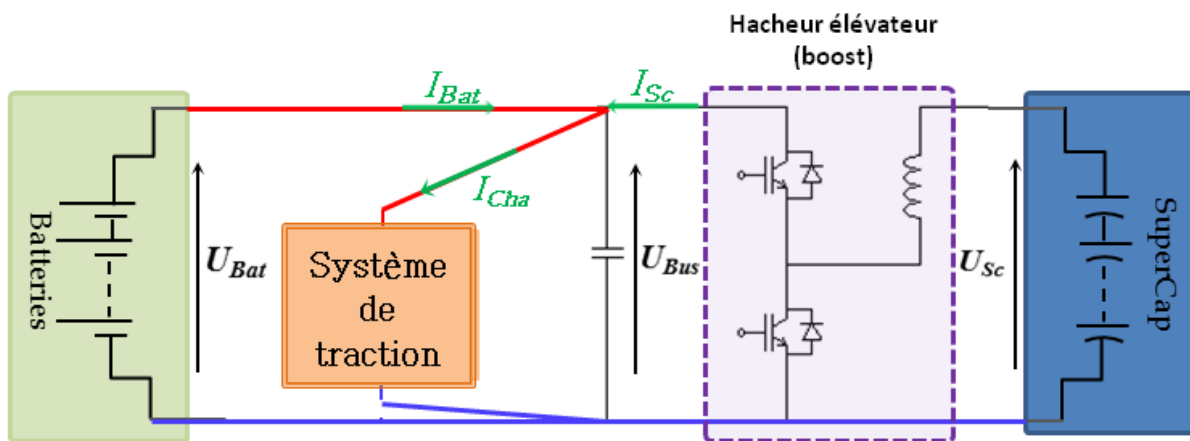 Hacheur élévateur
(boost)
I_Bat
I_Sc
I_Cha
Batteries
U_Bat
Système
de
traction
U_Bus
U_Sc
SuperCap